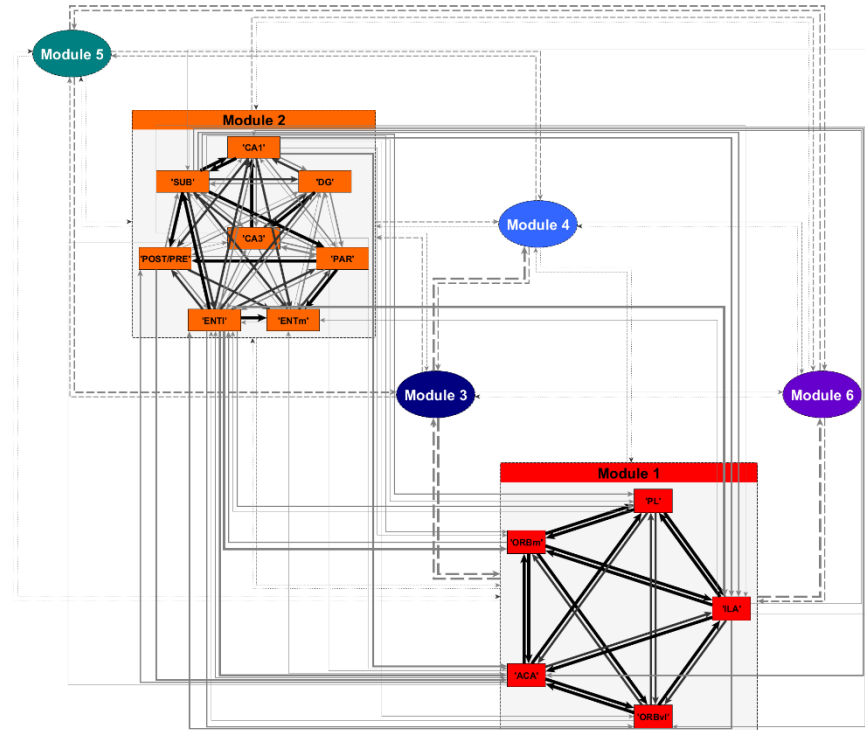 Module 5
Module 2
'CA1'
'SUB'
'DG'
Module 4
'CA3'
'POST/PRE'
'PAR'
'ENTl'
'ENTm'
Module 3
Module 6
Module 1
'PL'
'ORBm'
'ILA'
'ACA'
'ORBvl'